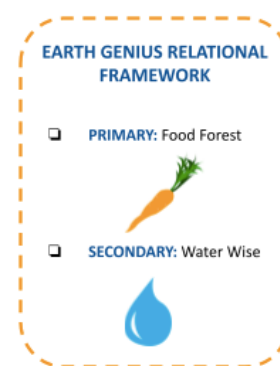 EARTH GENIUS RELATIONAL
FRAMEWORK
❏ PRIMARY: Food Forest
❏ SECONDARY: Water Wise